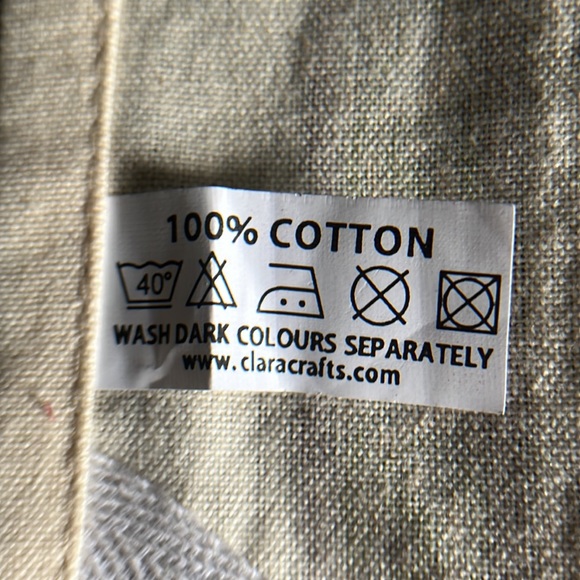 100% COTTON
40°
WASH DARK COLOURS SEPARATELY
www.claracrafts.com